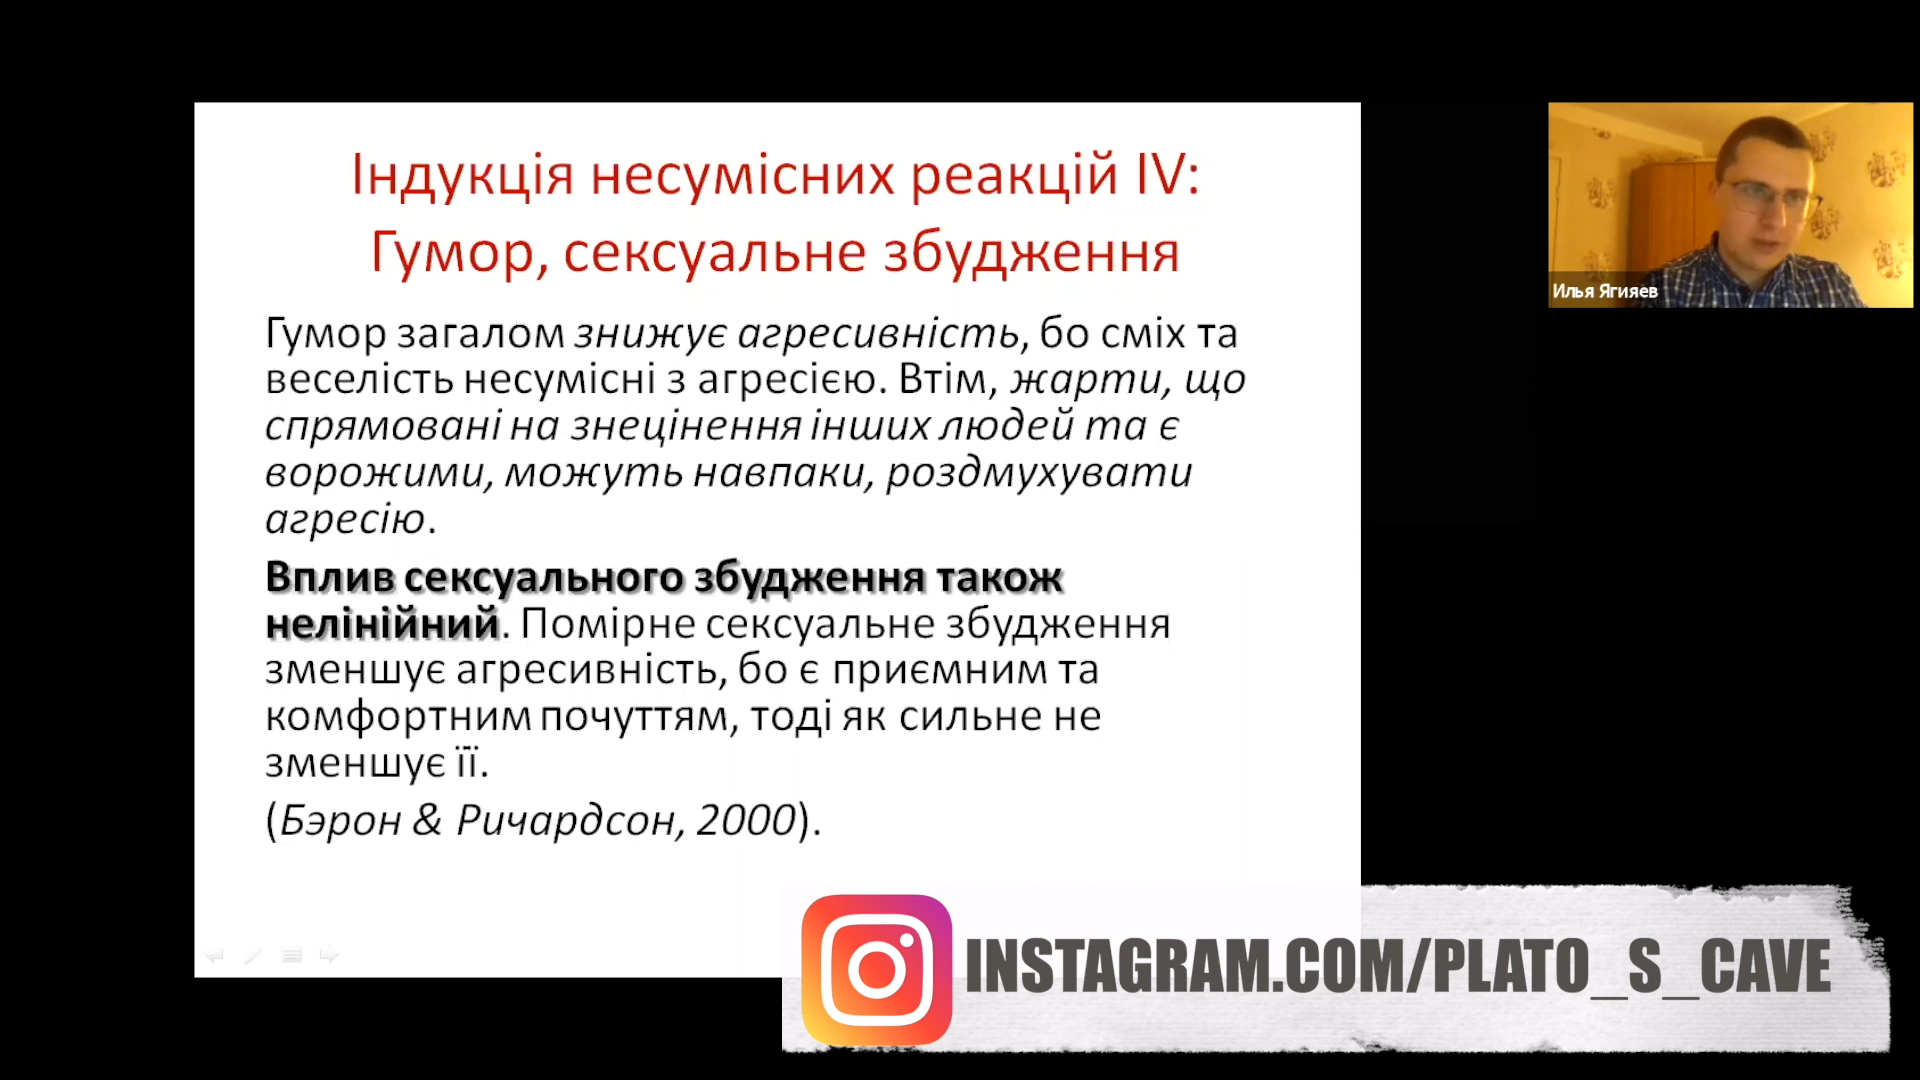 Індукція несумісних реакцій IV:
Гумор, сексуальне збудження
Гумор загалом знижує агресивність, бо сміх та
веселість несумісні з агресією. Втім, жарти, що
спрямовані на знецінення інших людей та є
ворожими, можуть навпаки, роздмухувати
агресію.
Вплив сексуального збудження також
нелінійний. Помірне сексуальне збудження
зменшує агресивність, бо є приємним та
комфортним почуттям, тоді як сильне не
зменшує її.
(Бэрон & Ричардсон, 2000).
Илья Ягияев
INSTAGRAM.COM/PLATO_S_CAVE